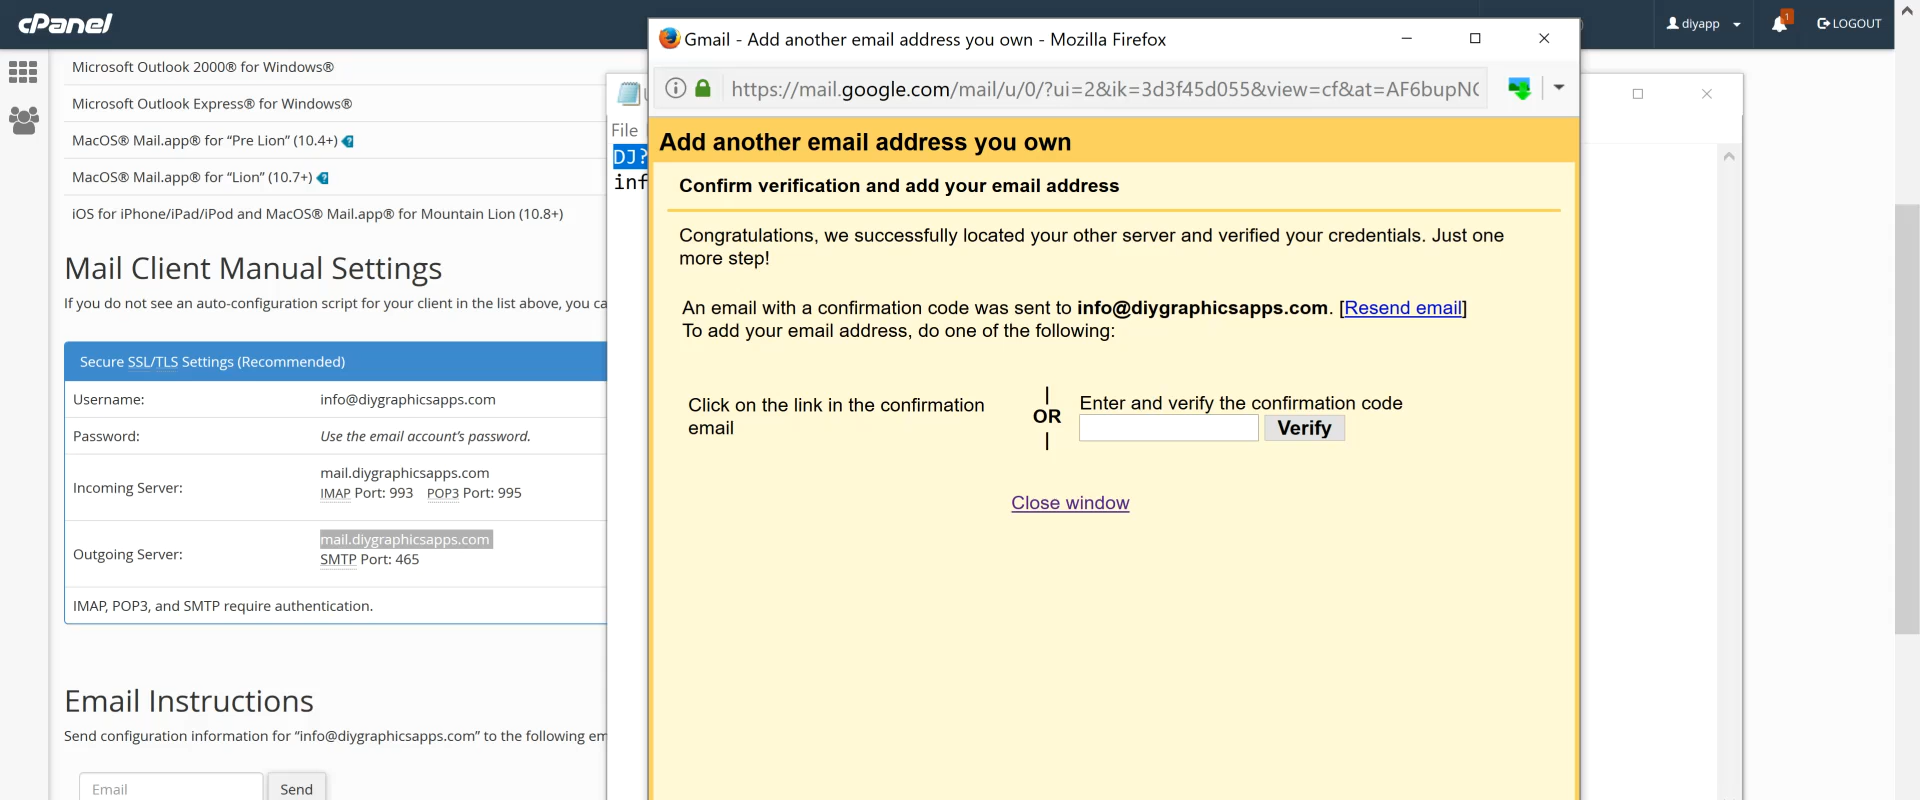 cPanel
diyapp
1
LOGOUT
Microsoft Outlook 2000® for Windows®
Microsoft Outlook Express® for Windows®
MacOS® Mail.app® for “Pre Lion” (10.4+)
MacOS® Mail.app® for “Lion” (10.7+)
iOS for iPhone/iPad/iPod and MacOS® Mail.app® for Mountain Lion (10.8+)
Mail Client Manual Settings
If you do not see an auto-configuration script for your client in the list above, you ca
Secure SSL/TLS Settings (Recommended)
Username: info@diygraphicsapps.com
Password: Use the email account’s password.
Incoming Server: mail.diygraphicsapps.com
IMAP Port: 993 POP3 Port: 995
Outgoing Server: mail.diygraphicsapps.com
SMTP Port: 465
IMAP, POP3, and SMTP require authentication.
Email Instructions
Send configuration information for “info@diygraphicsapps.com” to the following em
Email
Send
File
DJ?
inf
Gmail - Add another email address you own - Mozilla Firefox
https://mail.google.com/mail/u/0/?ui=2&ik=3d3f45d055&view=cf&at=AF6bupNC
Add another email address you own
Confirm verification and add your email address
Congratulations, we successfully located your other server and verified your credentials. Just one
more step!
An email with a confirmation code was sent to info@diygraphicsapps.com. [Resend email]
To add your email address, do one of the following:
Click on the link in the confirmation
email
OR
Enter and verify the confirmation code
Verify
Close window